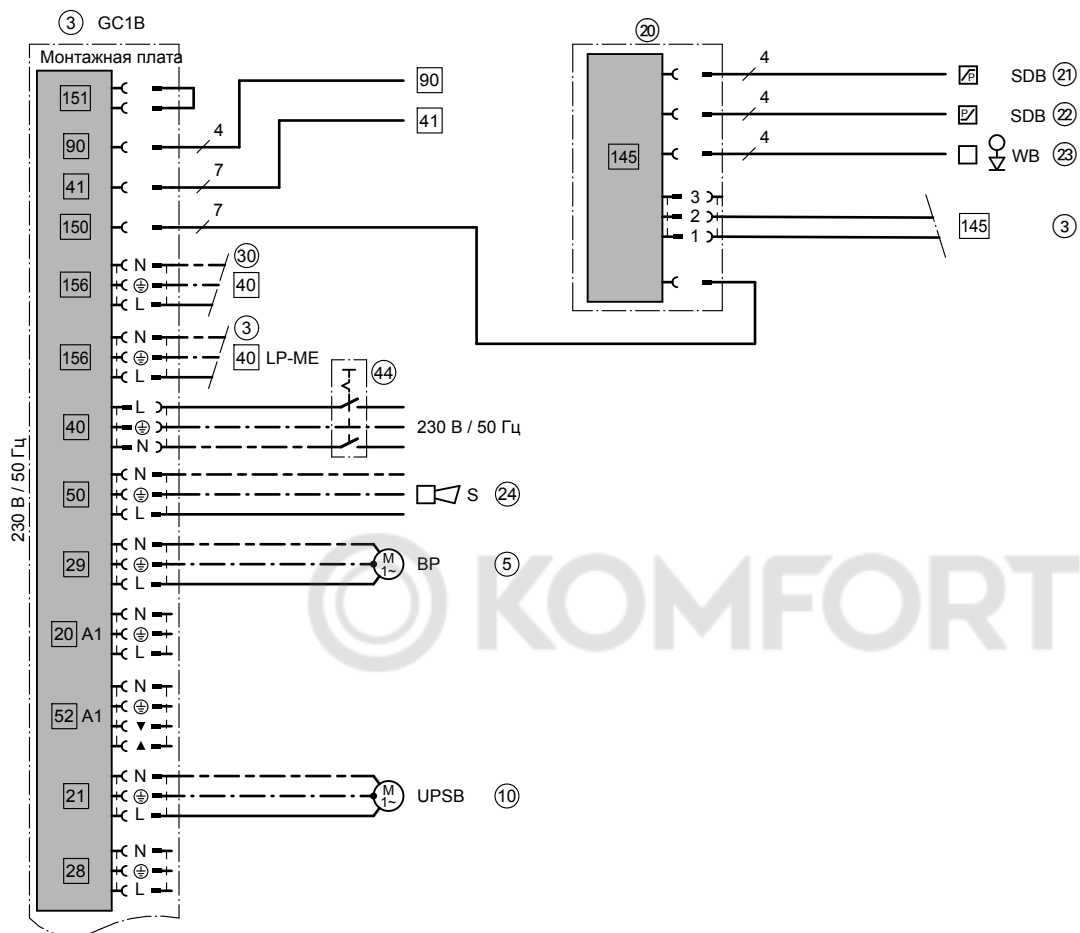 3 GC1B
Монтажная плата
151
90 4 90
41 7 41
150 7
156 N L 30 40
156 N L 3 40 LP-ME
44
40 L N 230 В / 50 Гц
50 N L S 24
29 N L M 1~ BP 5
20 A1 N L
52 A1 N
21 N L M 1~ UPSB 10
28 N L
230 В / 50 Гц
20
4 P SDB 21
4 P SDB 22
145 4 WB 23
3
2
1
145 3
KOMFORT